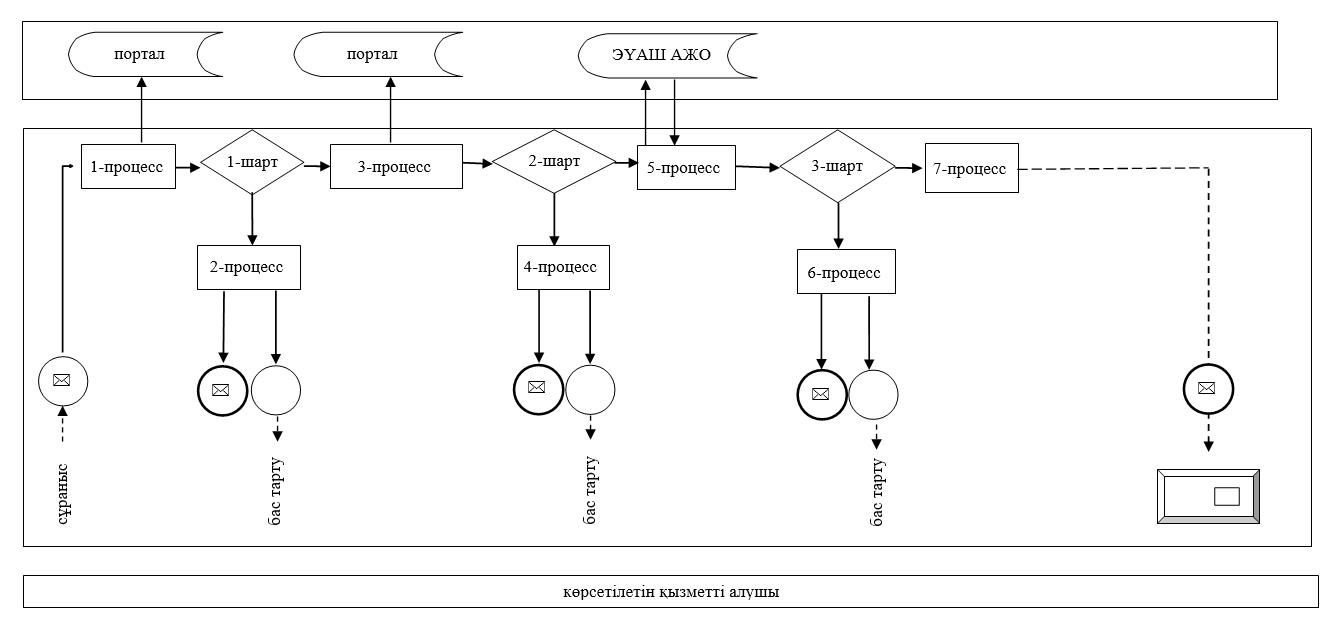 портал
портал
ЭҮАШ АЖО
1-процесс
1-шарт
3-процесс
2-шарт
5-процесс
3-шарт
7-процесс
2-процесс
4-процесс
6-процесс
сұраныс
бас тарту
бас тарту
бас тарту
көрсетілетін қызметті алушы